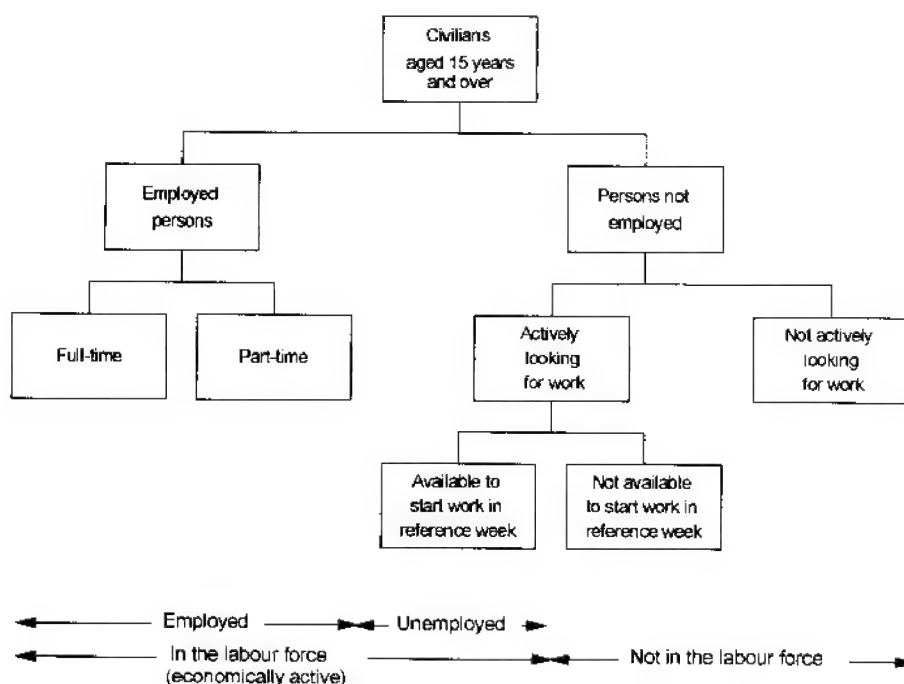 Civilians
aged 15 years
and over
Employed
persons
Persons not
employed
Full-time
Part-time
Actively
looking
for work
Not actively
looking
for work
Available to
start work in
reference week
Not available
to start work in
reference week
Employed
Unemployed
In the labour force
(economically active)
Not in the labour force